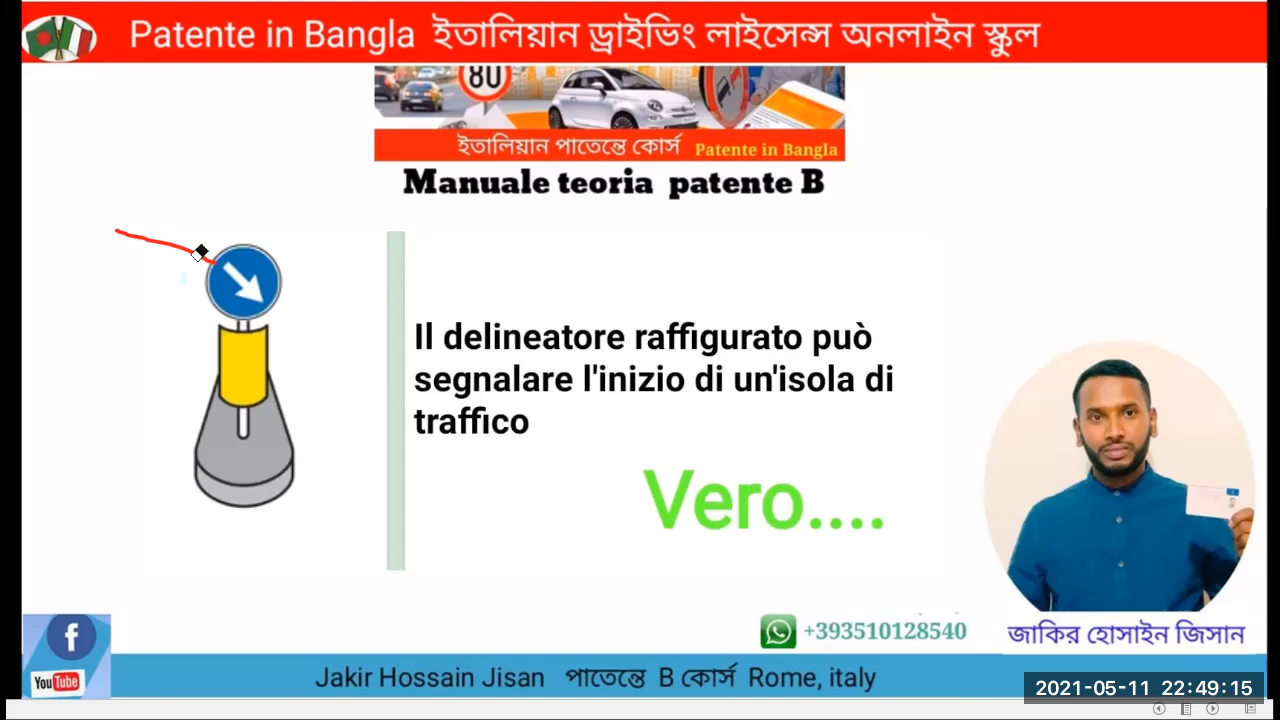 Patente in Bangla ইতালিয়ান ড্রাইভিং লাইসেন্স অনলাইন স্কুল
80
ইতালিয়ান পাতেন্তে কোর্স Patente in Bangla
Manuale teoria patente B
Il delineatore raffigurato può
segnalare l'inizio di un'isola di
traffico
Vero....
+393510128540
জাকির হোসাইন জিসান
f
YouTube
Jakir Hossain Jisan পাতেন্তে B কোর্স Rome, italy
2021-05-11 22:49:15